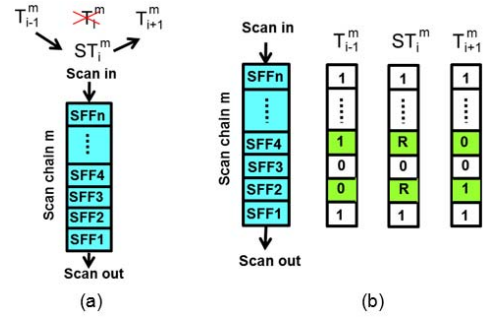 T_{i-1}^m T_i^m T_{i+1}^m
ST_i^m
Scan in
Scan chain m
SFFn
SFF4
SFF3
SFF2
SFF1
Scan out
(a)
Scan in
T_{i-1}^m ST_i^m T_{i+1}^m
Scan chain m
SFFn 1 1 1
SFF4 1 R 0
SFF3 0 0 0
SFF2 0 R 1
SFF1 1 1 1
Scan out
(b)